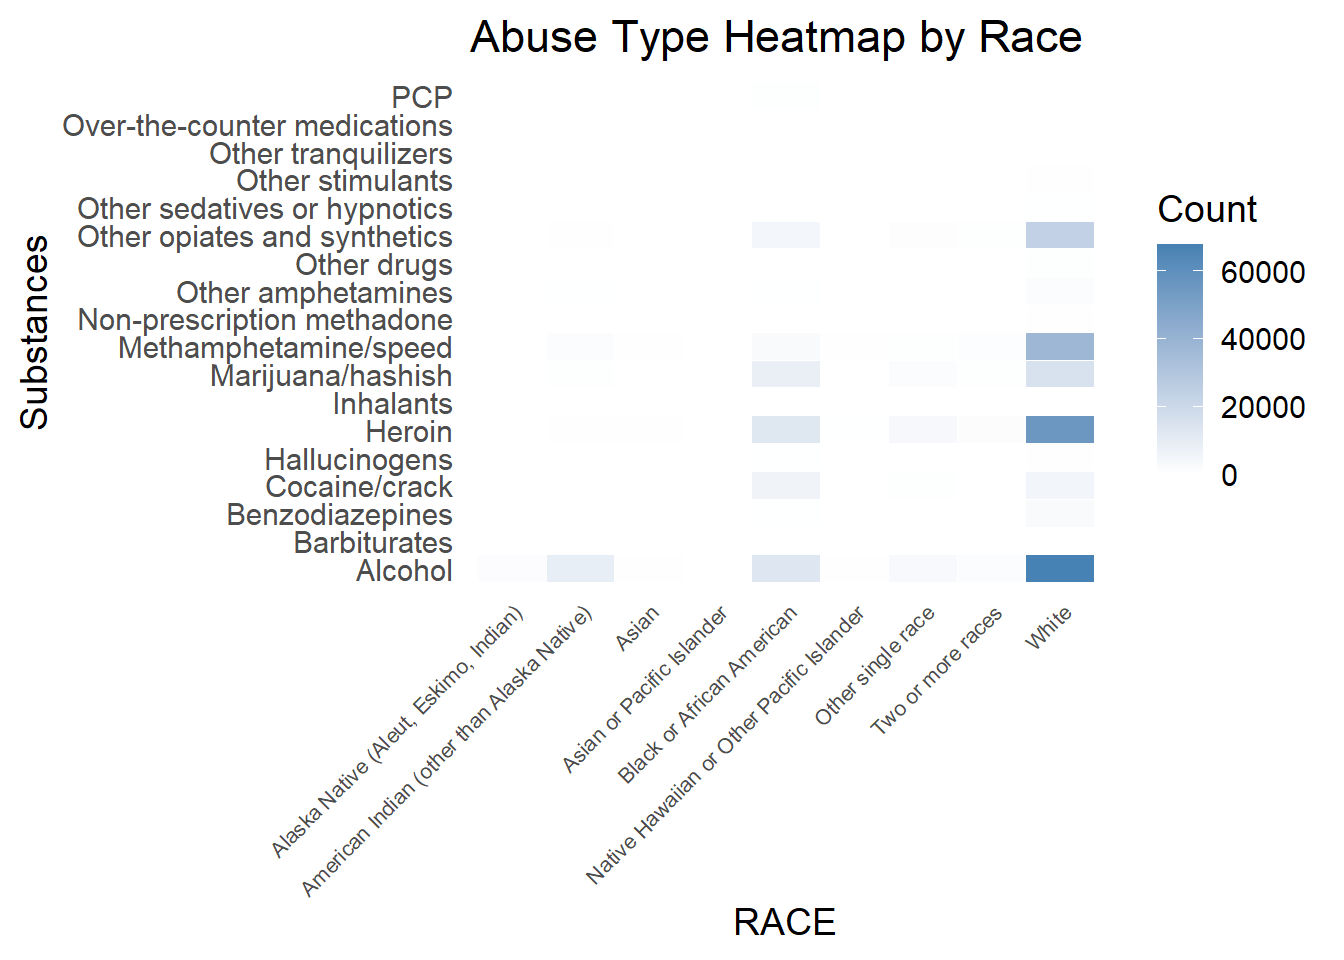 Abuse Type Heatmap by Race
Substances
PCP
Over-the-counter medications
Other tranquilizers
Other stimulants
Other sedatives or hypnotics
Other opiates and synthetics
Other drugs
Other amphetamines
Non-prescription methadone
Methamphetamine/speed
Marijuana/hashish
Inhalants
Heroin
Hallucinogens
Cocaine/crack
Benzodiazepines
Barbiturates
Alcohol
Alaska Native (Aleut, Eskimo, Indian)
American Indian (other than Alaska Native)
Asian
Asian or Pacific Islander
Black or African American
Native Hawaiian or Other Pacific Islander
Other single race
Two or more races
White
RACE
Count
60000
40000
20000
0